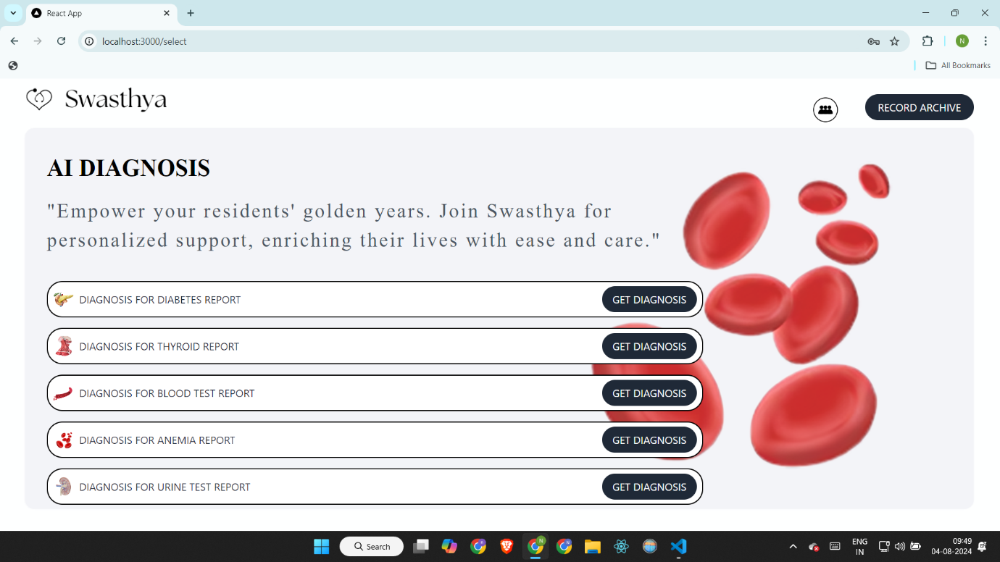 React App
localhost:3000/select
N
All Bookmarks
Swasthya
RECORD ARCHIVE
AI DIAGNOSIS
"Empower your residents' golden years. Join Swasthya for
personalized support, enriching their lives with ease and care."
DIAGNOSIS FOR DIABETES REPORT GET DIAGNOSIS
DIAGNOSIS FOR THYROID REPORT GET DIAGNOSIS
DIAGNOSIS FOR BLOOD TEST REPORT GET DIAGNOSIS
DIAGNOSIS FOR ANEMIA REPORT GET DIAGNOSIS
DIAGNOSIS FOR URINE TEST REPORT GET DIAGNOSIS
Search
ENG
IN
09:49
04-08-2024